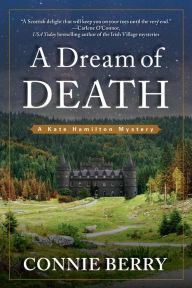 "A Scottish delight that will keep you on your toes until the very end."
—Carlene O'Connor,
USA Today bestselling author of the Irish Village mysteries
A Dream of
DEATH
A Kate Hamilton Mystery
CONNIE BERRY